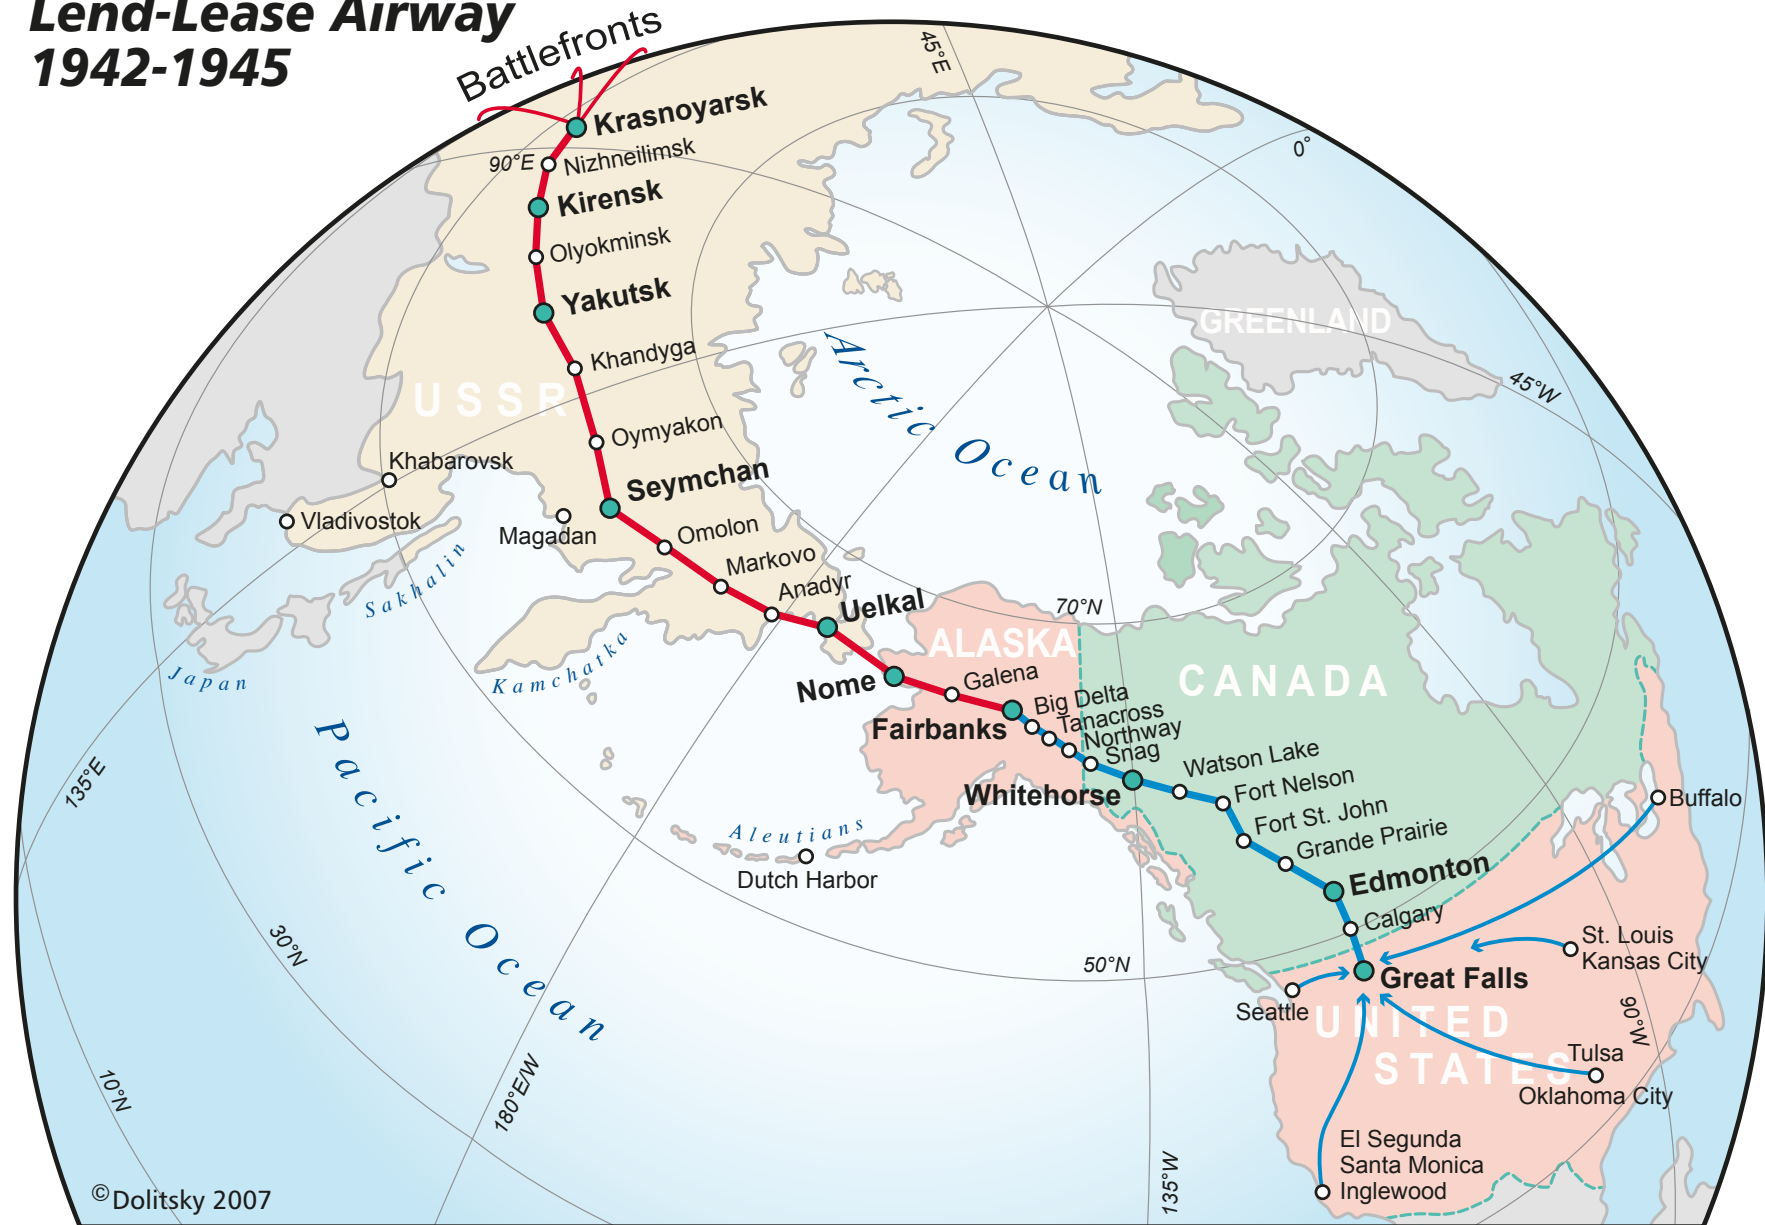 Lend-Lease Airway
1942-1945
Battlefronts
45°E
Krasnoyarsk
90°E
Nizhneilimsk
0°
Kirensk
Olyokminsk
Yakutsk
GREENLAND
Khandyga
Arctic Ocean
45°W
USSR
Oymyakon
Khabarovsk
Seymchan
Vladivostok
Magadan
Omolon
Sakhalin
Markovo
Anadyr
Uelkal
70°N
ALASKA
Japan
Kamchatka
CANADA
Nome
Galena
Big Delta
Tanacross
Northway
Snag
Fairbanks
Watson Lake
135°E
Pacific Ocean
Whitehorse
Fort Nelson
Buffalo
Fort St. John
Aleutians
Grande Prairie
Dutch Harbor
Edmonton
Calgary
30°N
50°N
St. Louis
Kansas City
Great Falls
Seattle
UNITED
STATES
90°W
Tulsa
Oklahoma City
10°N
180°E/W
135°W
El Segunda
Santa Monica
Inglewood
©Dolitsky 2007